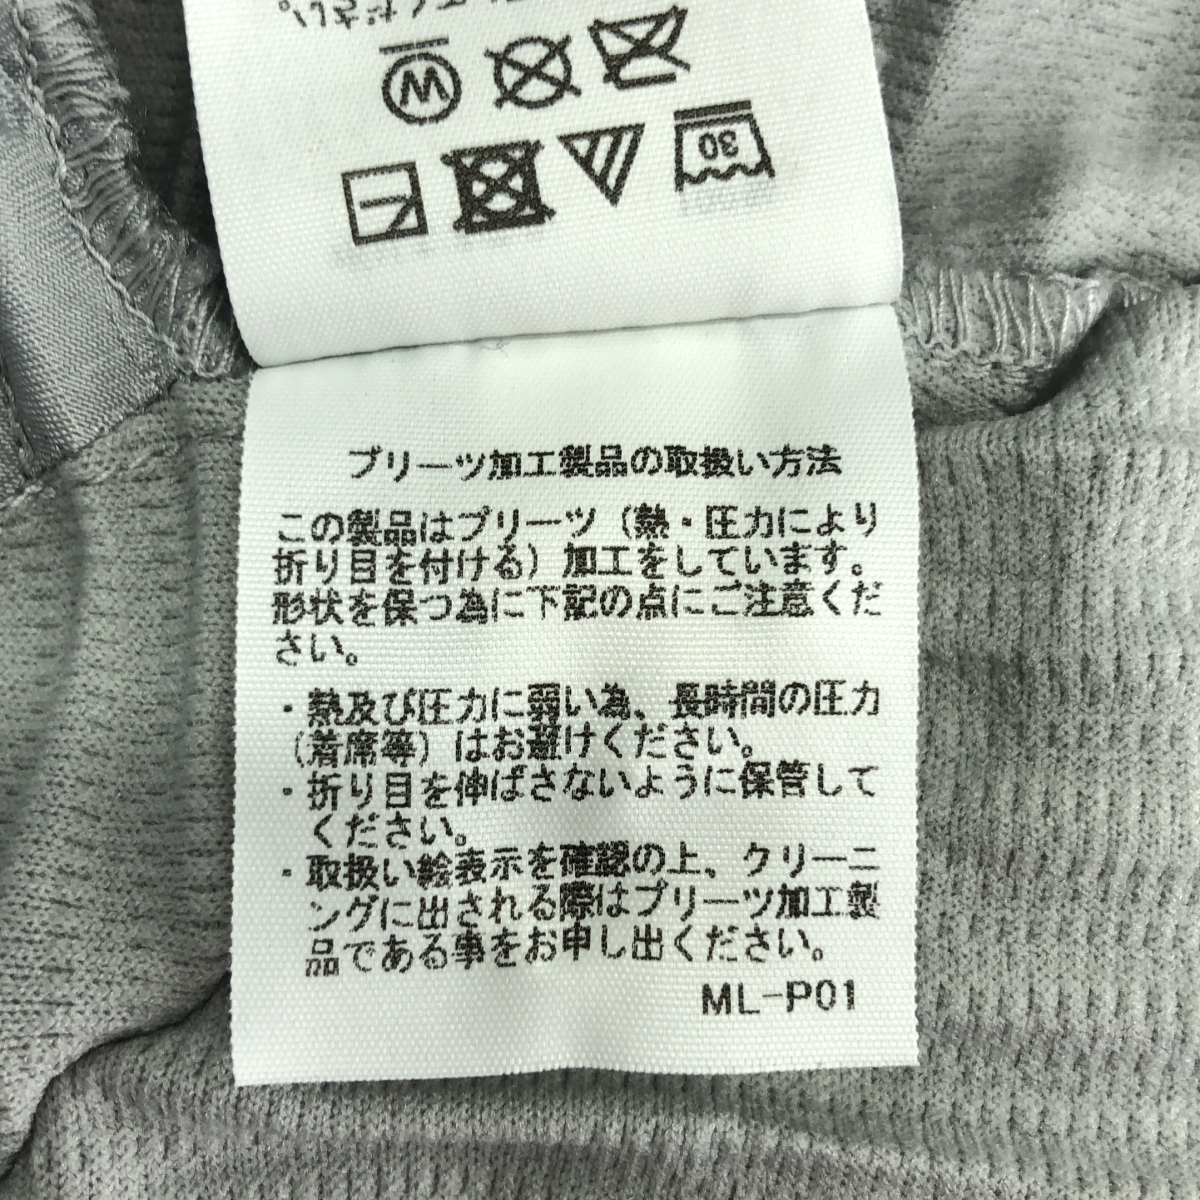 ください。
W
30
プリーツ加工製品の取扱い方法
この製品はプリーツ（熱・圧力により
折り目を付ける）加工をしています。
形状を保つ為に下記の点にご注意くだ
さい。
・熱及び圧力に弱い為、長時間の圧力
（着席等）はお避けください。
・折り目を伸ばさないように保管して
ください。
・取扱い絵表示を確認の上、クリーニ
ングに出される際はプリーツ加工製
品である事をお申し出ください。
ML-P01